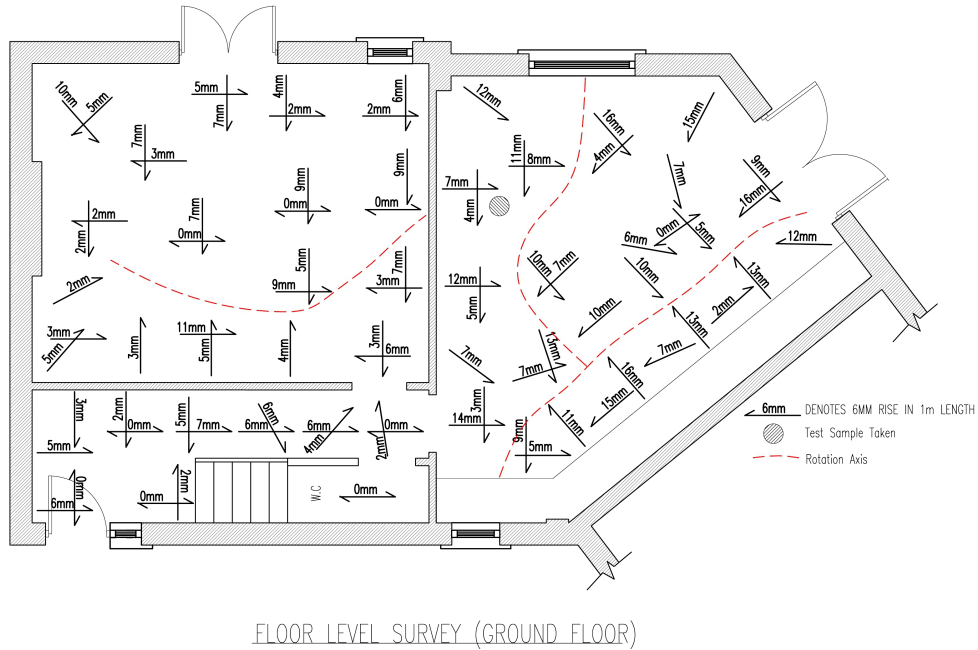 10mm
5mm
5mm
7mm
4mm
2mm
6mm
2mm
7mm
3mm
9mm
9mm
0mm
0mm
2mm
2mm
7mm
0mm
5mm
9mm
7mm
3mm
2mm
3mm
5mm
3mm
11mm
5mm
4mm
3mm
6mm
12mm
11mm
8mm
7mm
4mm
16mm
4mm
15mm
7mm
9mm
16mm
0mm
5mm
12mm
6mm
10mm
7mm
10mm
13mm
12mm
5mm
10mm
2mm
13mm
7mm
13mm
7mm
7mm
16mm
15mm
3mm
14mm
11mm
9mm
5mm
3mm
5mm
2mm
0mm
5mm
7mm
6mm
6mm
6mm
4mm
0mm
2mm
0mm
6mm
2mm
0mm
0mm
W.C
6mm DENOTES 6MM RISE IN 1m LENGTH
Test Sample Taken
Rotation Axis
FLOOR LEVEL SURVEY (GROUND FLOOR)